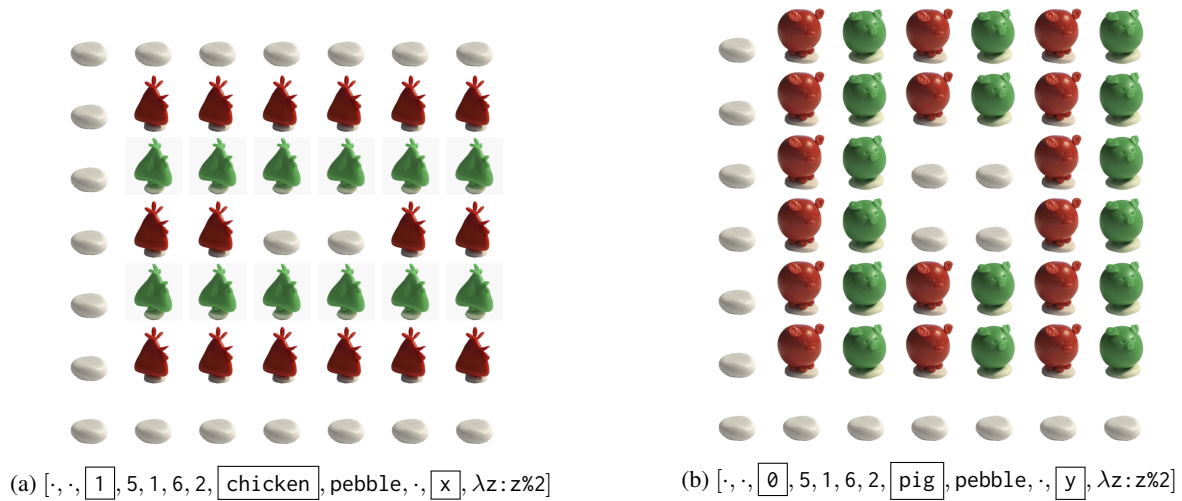 (a) [·, ·, 1, 5, 1, 6, 2, chicken, pebble, ·, x, λz:z%2]
(b) [·, ·, 0, 5, 1, 6, 2, pig, pebble, ·, y, λz:z%2]